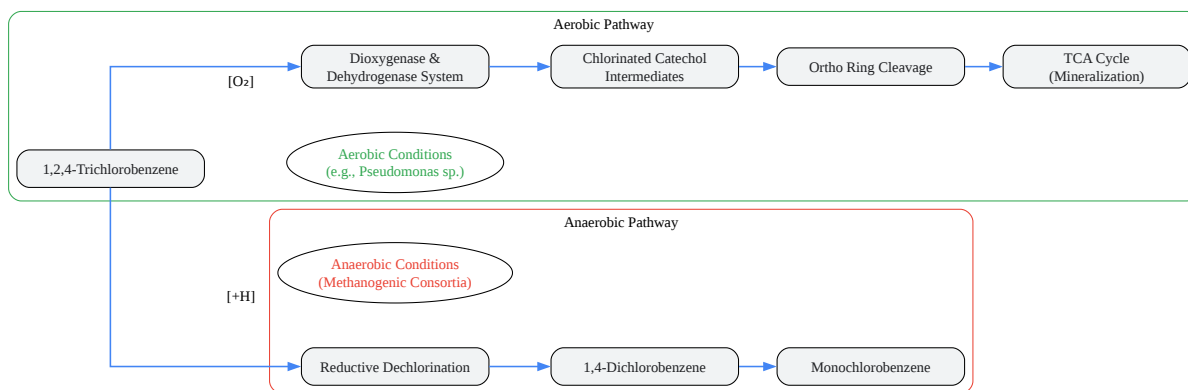 Aerobic Pathway
Dioxygenase &
Dehydrogenase System
Chlorinated Catechol
Intermediates
Ortho Ring Cleavage
TCA Cycle
(Mineralization)
[O₂]
1,2,4-Trichlorobenzene
Aerobic Conditions
(e.g., Pseudomonas sp.)
Anaerobic Pathway
Anaerobic Conditions
(Methanogenic Consortia)
[+H]
Reductive Dechlorination
1,4-Dichlorobenzene
Monochlorobenzene